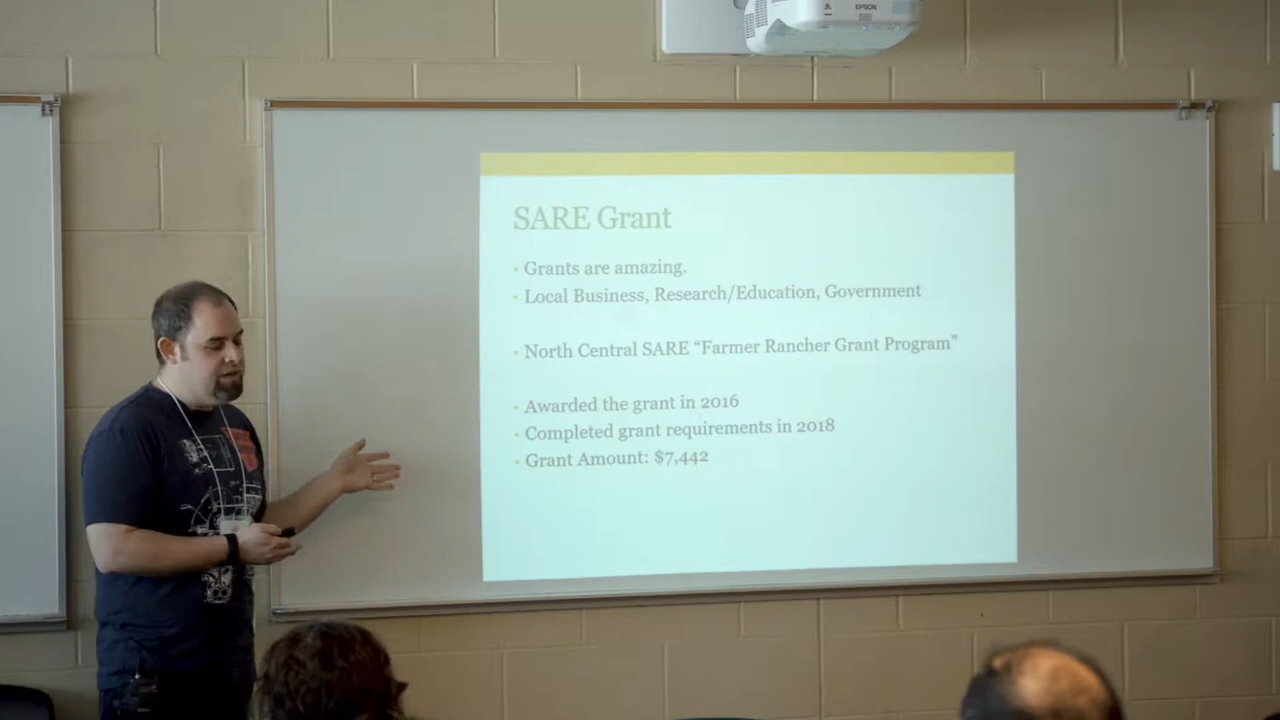 EPSON
SARE Grant
• Grants are amazing.
• Local Business, Research/Education, Government
• North Central SARE “Farmer Rancher Grant Program”
• Awarded the grant in 2016
• Completed grant requirements in 2018
• Grant Amount: $7,442